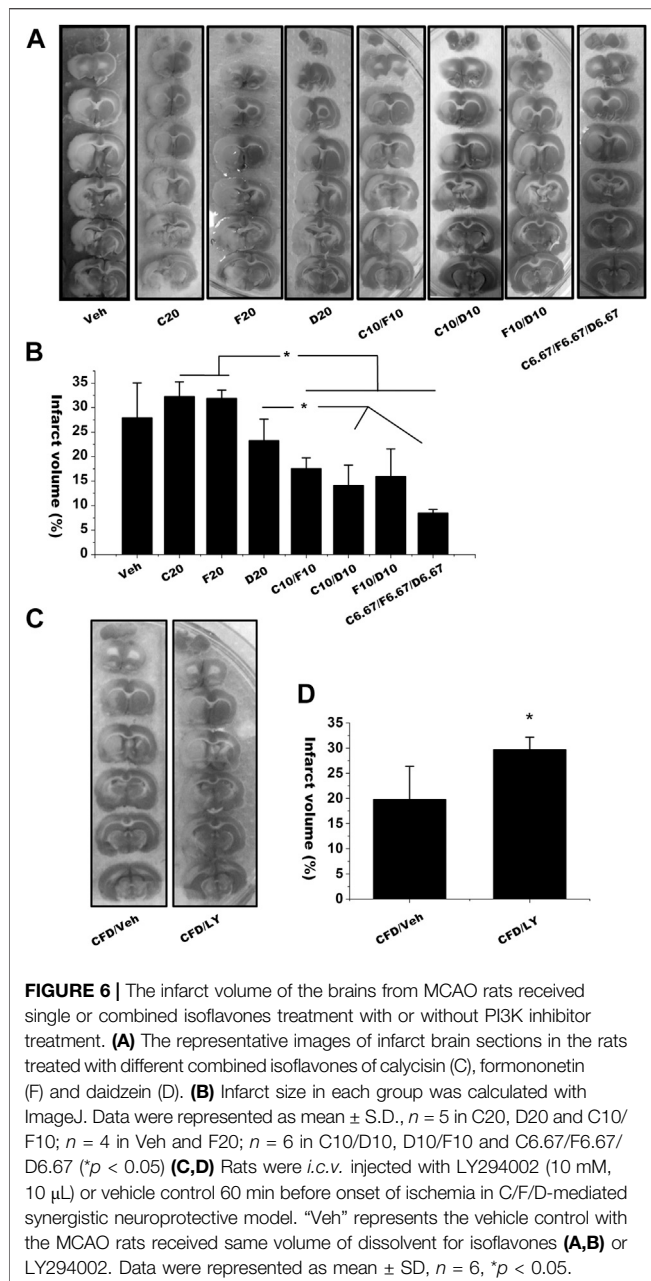 A
Veh
C20
F20
D20
C10/F10
C10/D10
F10/D10
C6.67/F6.67/D6.67
B
Infarct volume (%)
35
30
25
20
15
10
5
0
*
*
Veh
C20
F20
D20
C10/F10
C10/D10
F10/D10
C6.67/F6.67/D6.67
C
CFD/Veh
CFD/LY
D
Infarct volume (%)
35
30
25
20
15
10
5
0
*
CFD/Veh
CFD/LY
FIGURE 6 | The infarct volume of the brains from MCAO rats received
single or combined isoflavones treatment with or without PI3K inhibitor
treatment. (A) The representative images of infarct brain sections in the rats
treated with different combined isoflavones of calycisin (C), formononetin
(F) and daidzein (D). (B) Infarct size in each group was calculated with
ImageJ. Data were represented as mean ± S.D., n = 5 in C20, D20 and C10/
F10; n = 4 in Veh and F20; n = 6 in C10/D10, D10/F10 and C6.67/F6.67/
D6.67 (*p < 0.05) (C,D) Rats were i.c.v. injected with LY294002 (10 mM,
10 μL) or vehicle control 60 min before onset of ischemia in C/F/D-mediated
synergistic neuroprotective model. “Veh” represents the vehicle control with
the MCAO rats received same volume of dissolvent for isoflavones (A,B) or
LY294002. Data were represented as mean ± SD, n = 6, *p < 0.05.